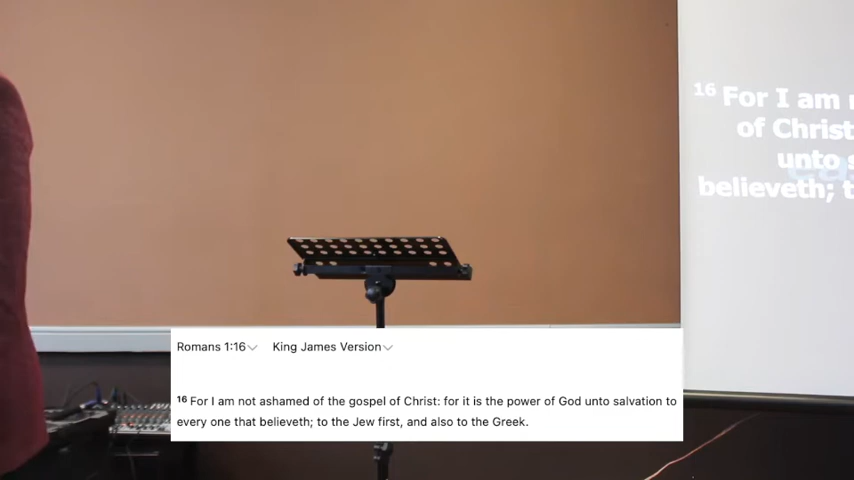 16 For I am
of Christ
unto
believeth;
Romans 1:16 King James Version
16 For I am not ashamed of the gospel of Christ: for it is the power of God unto salvation to
every one that believeth; to the Jew first, and also to the Greek.